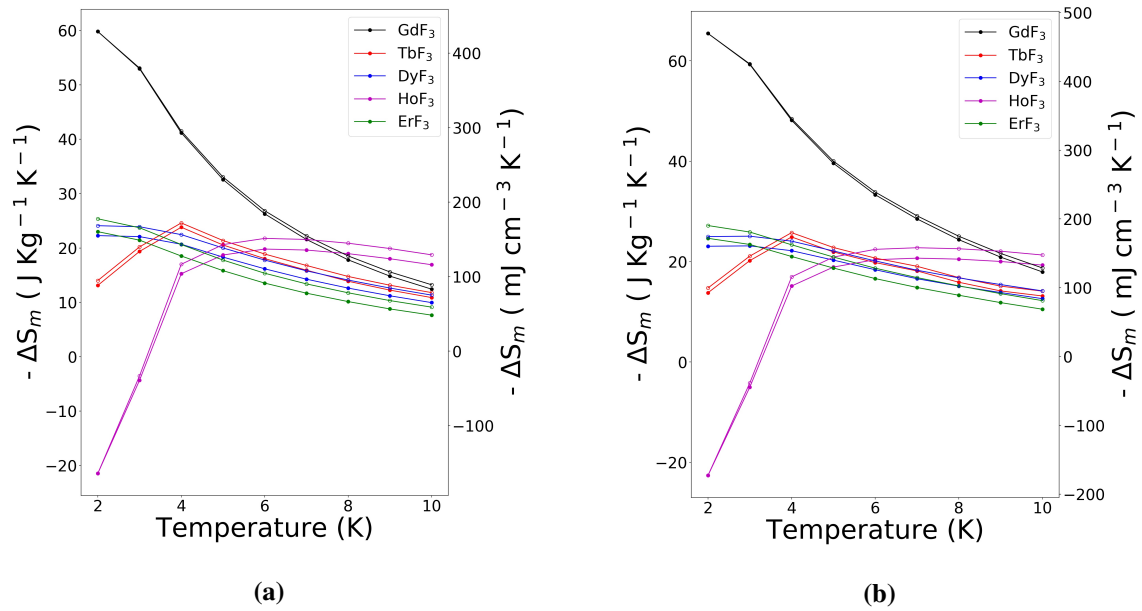 60
50
40
30
20
10
0
−10
−20
- ΔSₘ ( J Kg⁻¹ K⁻¹)
400
300
200
100
0
−100
- ΔSₘ ( mJ cm⁻³ K⁻¹)
GdF₃
TbF₃
DyF₃
HoF₃
ErF₃
2 4 6 8 10
Temperature (K)
(a)
60
40
20
0
−20
- ΔSₘ ( J Kg⁻¹ K⁻¹)
500
400
300
200
100
0
−100
−200
- ΔSₘ ( mJ cm⁻³ K⁻¹)
GdF₃
TbF₃
DyF₃
HoF₃
ErF₃
2 4 6 8 10
Temperature (K)
(b)